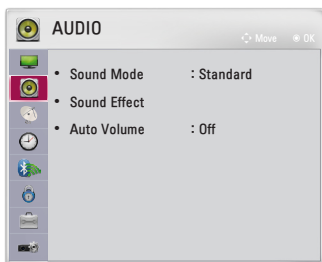 AUDIO
Move OK
• Sound Mode : Standard
• Sound Effect
• Auto Volume : Off